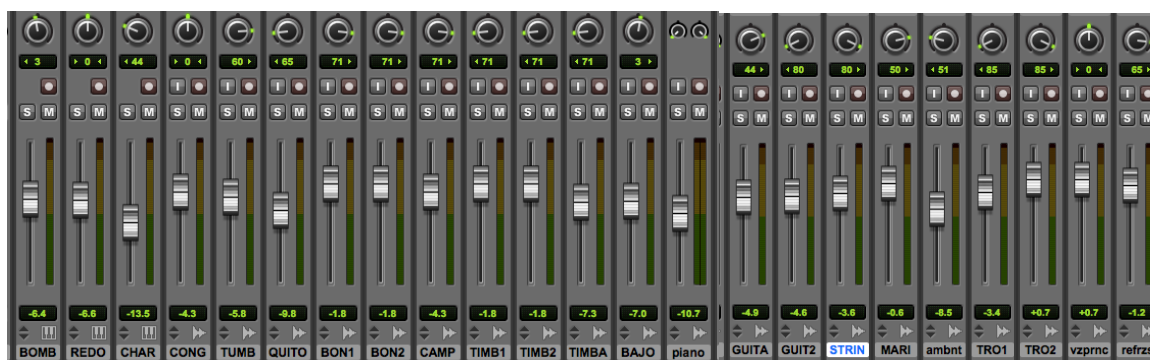 3 0 44 0 60 65 71 71 71 71 71 71 3
44 80 80 50 51 85 85 0 65
I I I I I I I I I I I I I I I I I I I I
S M S M S M S M S M S M S M S M S M S M S M S M S M S M S M S M S M S M S M S M S M S M S M
-6.4 -6.6 -13.5 -4.3 -5.8 -9.8 -1.8 -1.8 -4.3 -1.8 -1.8 -7.3 -7.0 -10.7
-4.9 -4.6 -3.6 -0.6 -8.5 -3.4 +0.7 +0.7 -1.2
BOMB REDO CHAR CONG TUMB QUITO BON1 BON2 CAMP TIMB1 TIMB2 TIMBA BAJO piano
GUITA GUIT2 STRIN MARI ambnt TRO1 TRO2 vzprnc refrzs